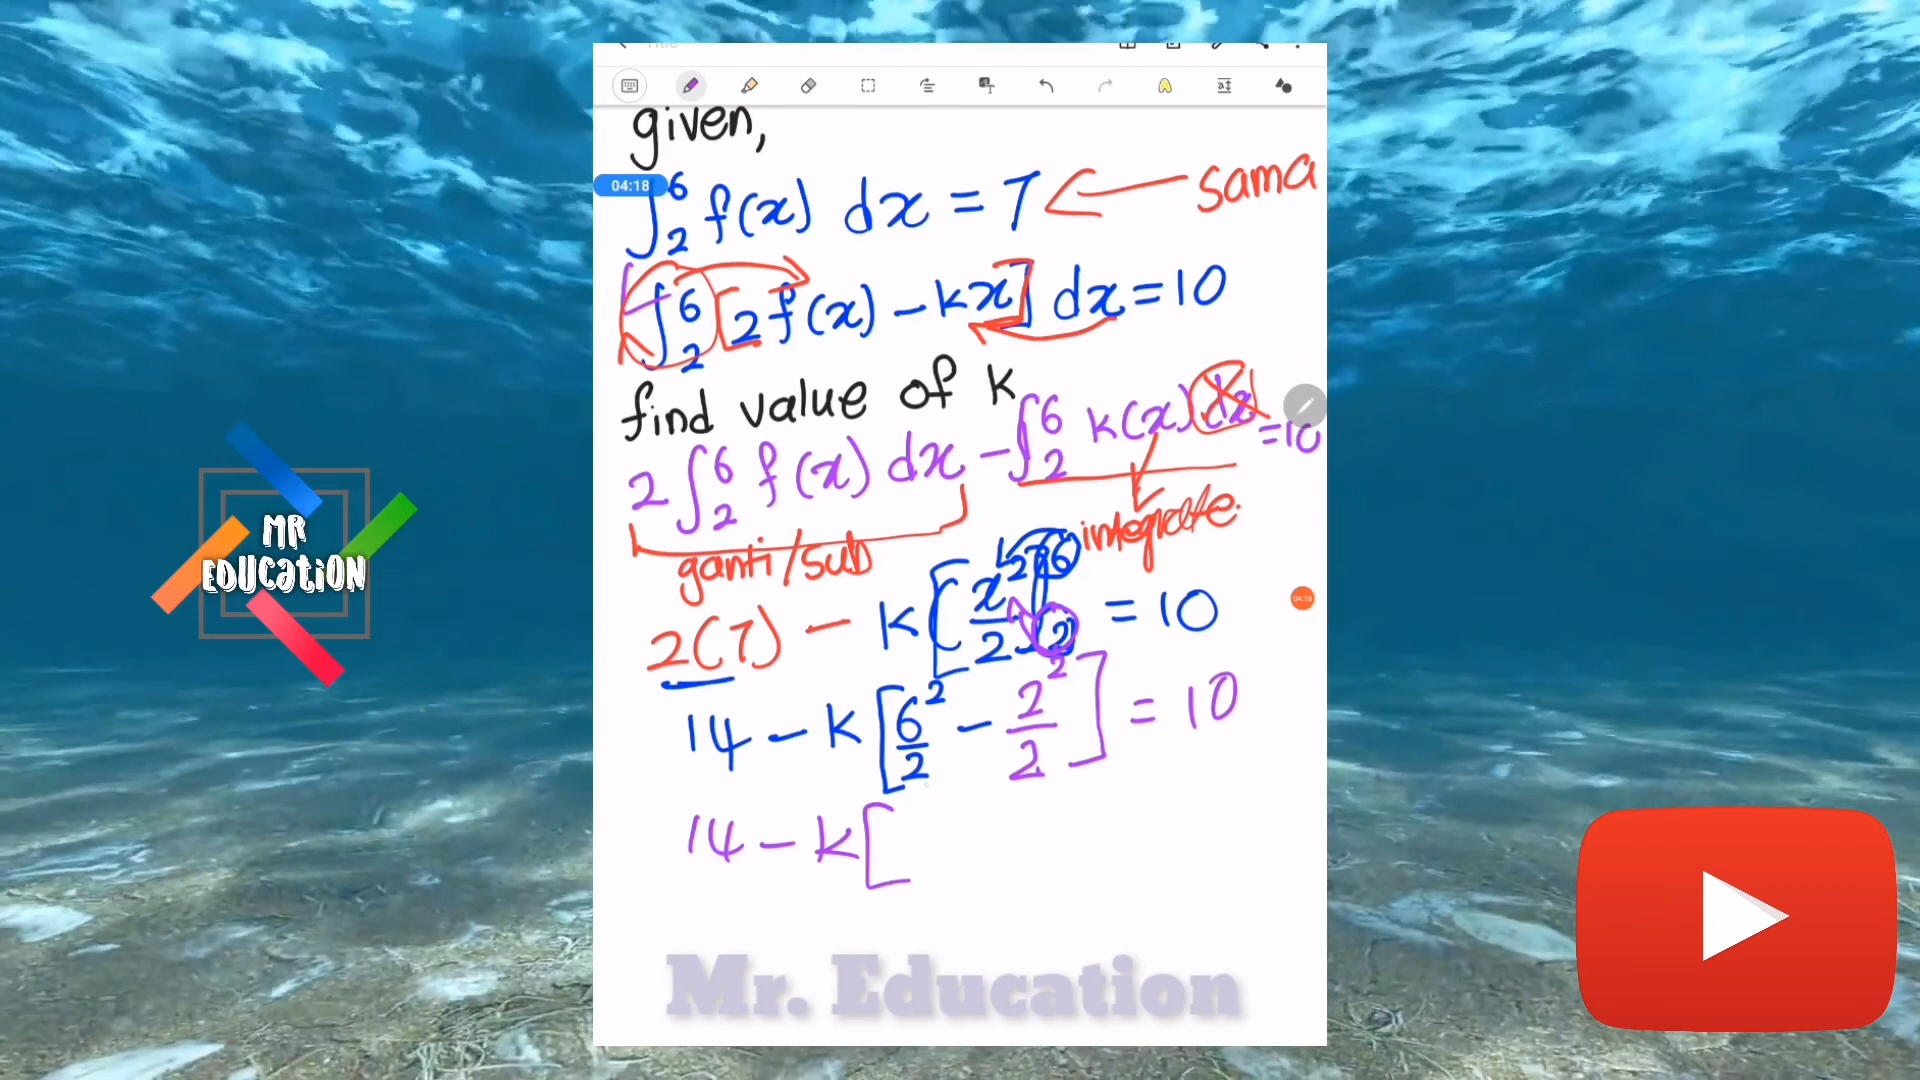 given,
04:18
∫₂⁶ f(x) dx = 7 ← sama
∫₂⁶ [2f(x) - kx] dx = 10
find value of k
2 ∫₂⁶ f(x) dx - ∫₂⁶ k(x) dx = 10
ganti/sub
integrate
2(7) - k[x²/2]₂⁶ = 10
04:18
14 - k[6²/2 - 2²/2] = 10
14 - k[
MR
EDUCATION
Mr. Education